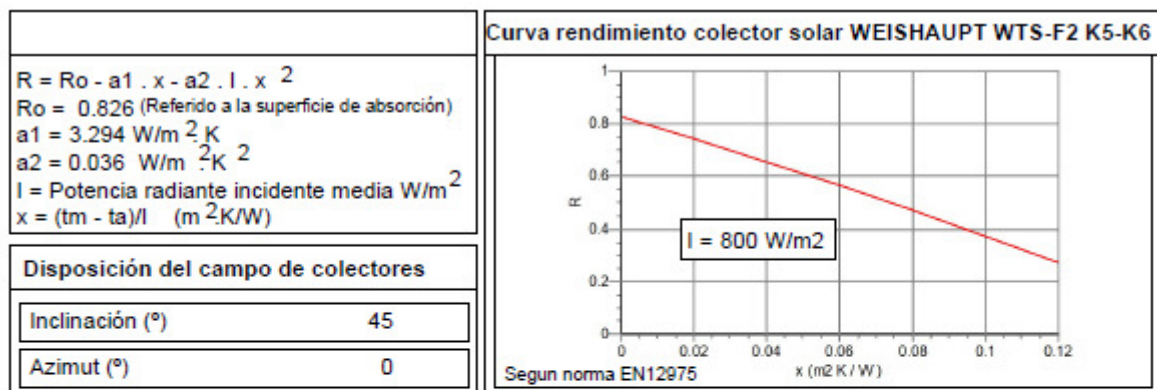 R = Ro - a1 . x - a2 . I . x 2
Ro = 0.826 (Referido a la superficie de absorción)
a1 = 3.294 W/m 2.K
a2 = 0.036 W/m 2.K 2
I = Potencia radiante incidente media W/m2
x = (tm - ta)/I (m 2.K/W)
Disposición del campo de colectores
Inclinación (º) 45
Azimut (º) 0
Curva rendimiento colector solar WEISHAUPT WTS-F2 K5-K6
1
0.8
0.6
0.4
0.2
0
R
I = 800 W/m2
0 0.02 0.04 0.06 0.08 0.1 0.12
x (m2 K / W )
Segun norma EN12975